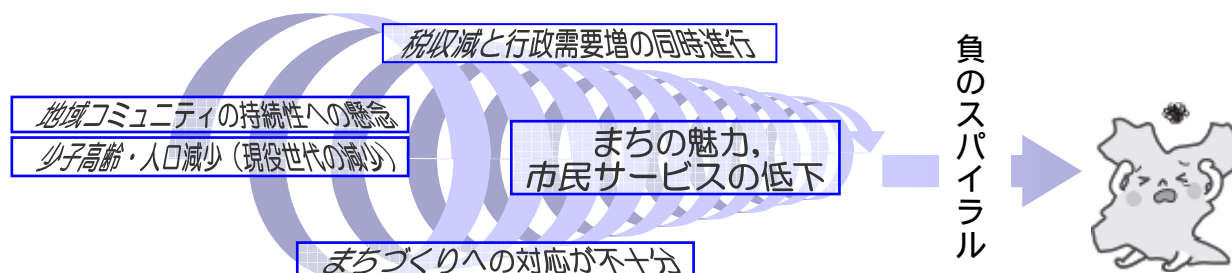 税収減と行政需要増の同時進行
地域コミュニティの持続性への懸念
少子高齢・人口減少（現役世代の減少）
まちの魅力，
市民サービスの低下
まちづくりへの対応が不十分
負のスパイラル